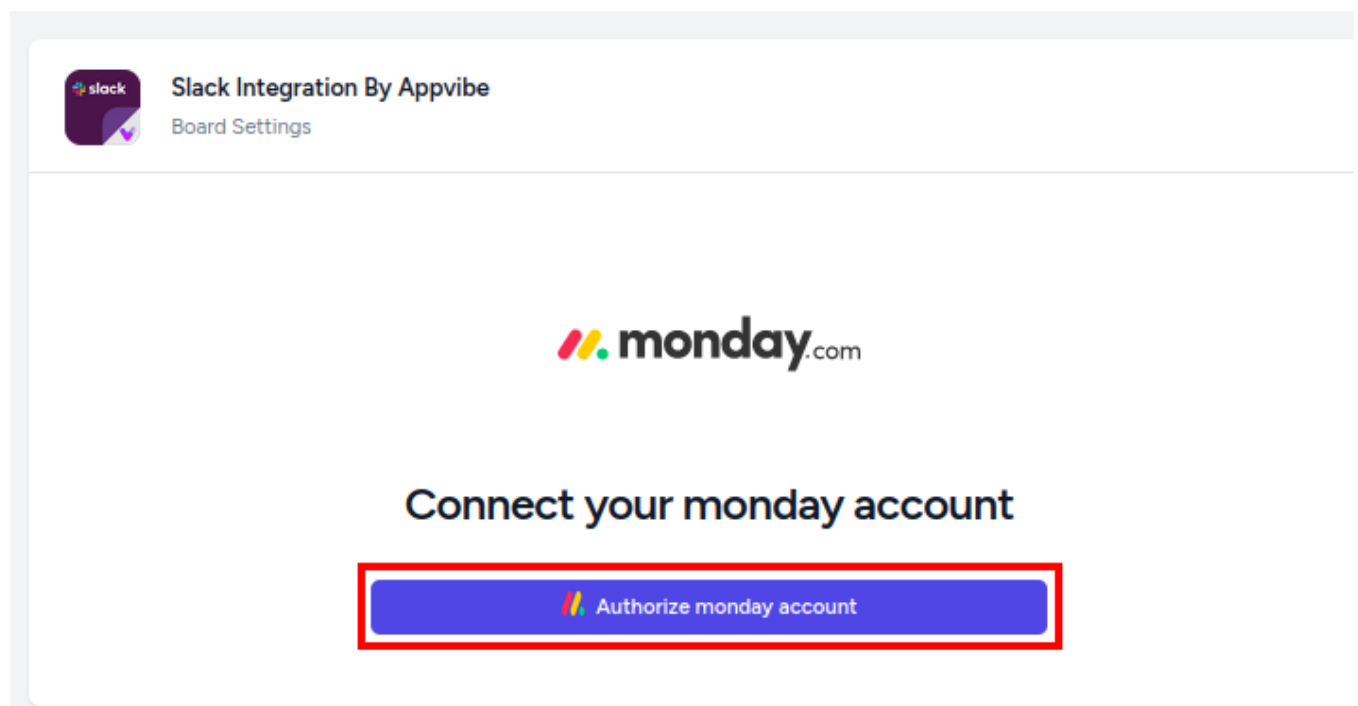 slack
Slack Integration By Appvibe
Board Settings
monday.com
Connect your monday account
Authorize monday account